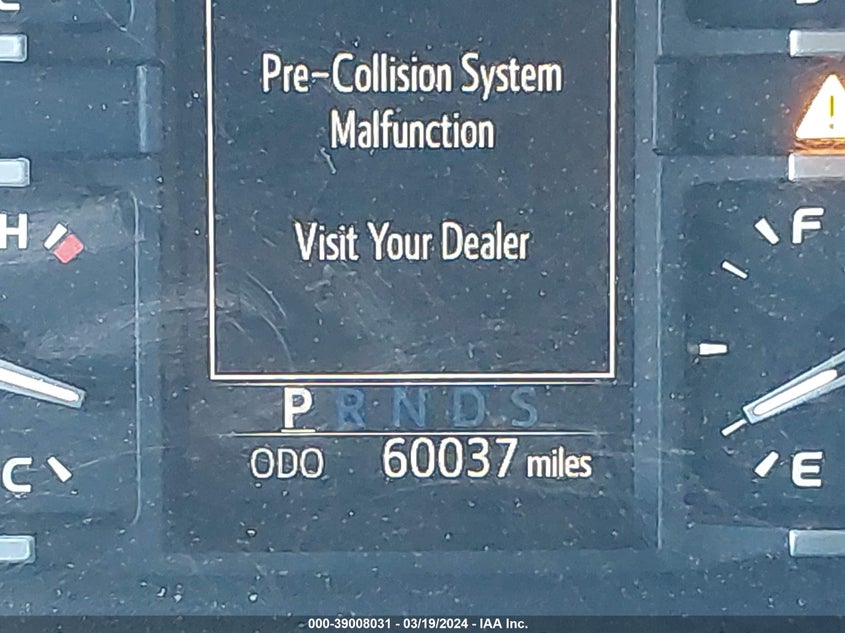 Pre-Collision System
Malfunction
Visit Your Dealer
H
F
P R N D S
C
ODO 60037 miles
E
000-39008031 - 03/19/2024 - IAA Inc.